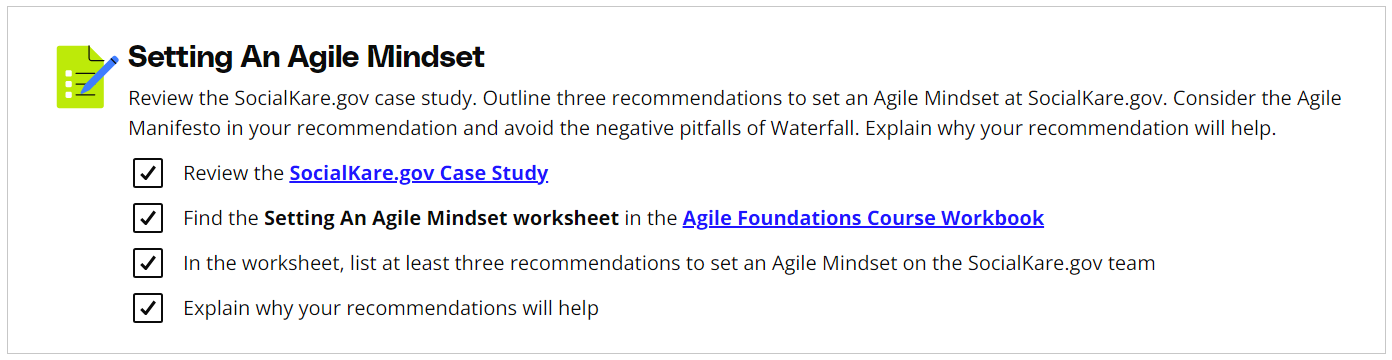 Setting An Agile Mindset
Review the SocialKare.gov case study. Outline three recommendations to set an Agile Mindset at SocialKare.gov. Consider the Agile
Manifesto in your recommendation and avoid the negative pitfalls of Waterfall. Explain why your recommendation will help.
Review the SocialKare.gov Case Study
Find the Setting An Agile Mindset worksheet in the Agile Foundations Course Workbook
In the worksheet, list at least three recommendations to set an Agile Mindset on the SocialKare.gov team
Explain why your recommendations will help